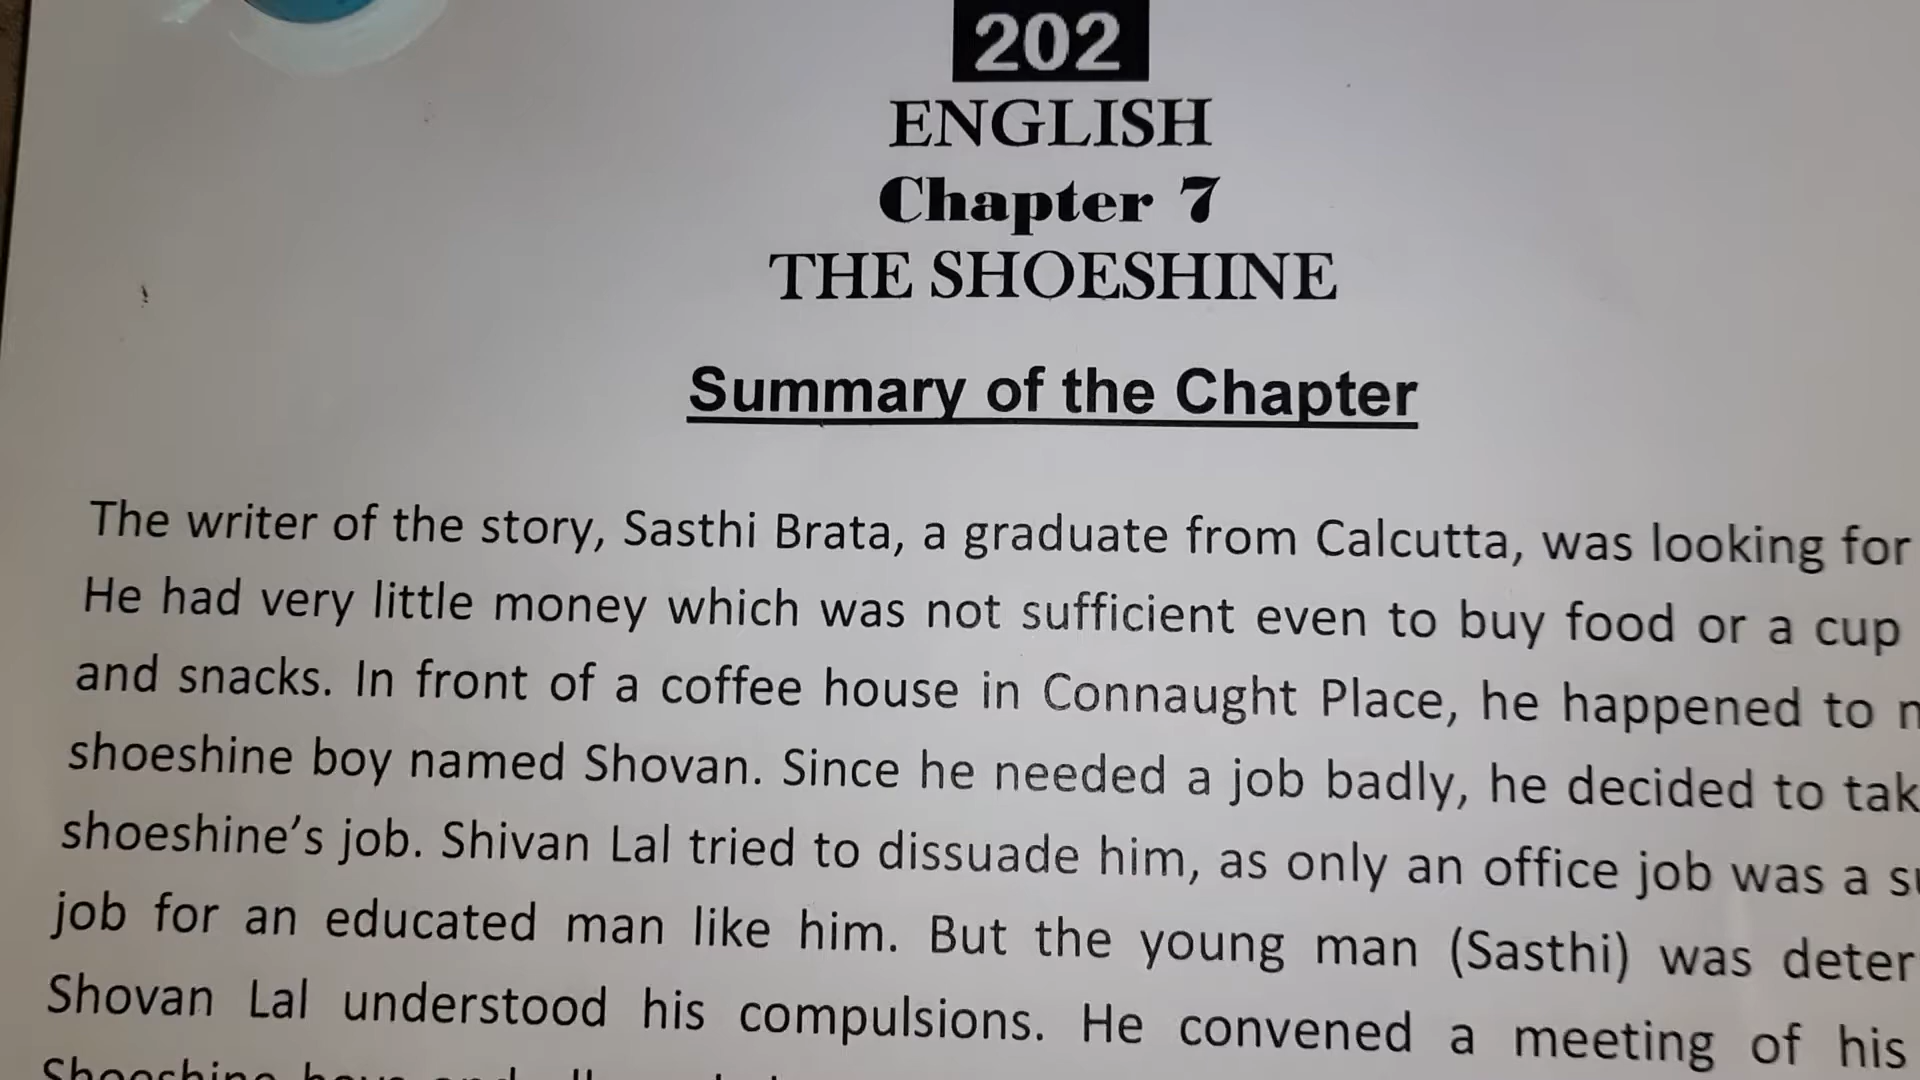 202
ENGLISH
Chapter 7
THE SHOESHINE
Summary of the Chapter
The writer of the story, Sasthi Brata, a graduate from Calcutta, was looking for
He had very little money which was not sufficient even to buy food or a cup
and snacks. In front of a coffee house in Connaught Place, he happened to
shoeshine boy named Shovan. Since he needed a job badly, he decided to
shoeshine's job. Shivan Lal tried to dissuade him, as only an office job was a
job for an educated man like him. But the young man (Sasthi) was
Shovan Lal understood his compulsions. He convened a meeting of his